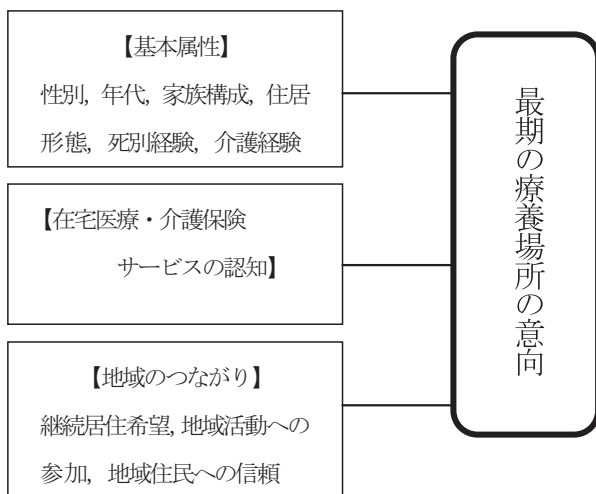 【基本属性】
性別, 年代, 家族構成, 住居
形態, 死別経験, 介護経験
【在宅医療・介護保険
サービスの認知】
【地域のつながり】
継続居住希望, 地域活動への
参加, 地域住民への信頼
最期の療養場所の意向